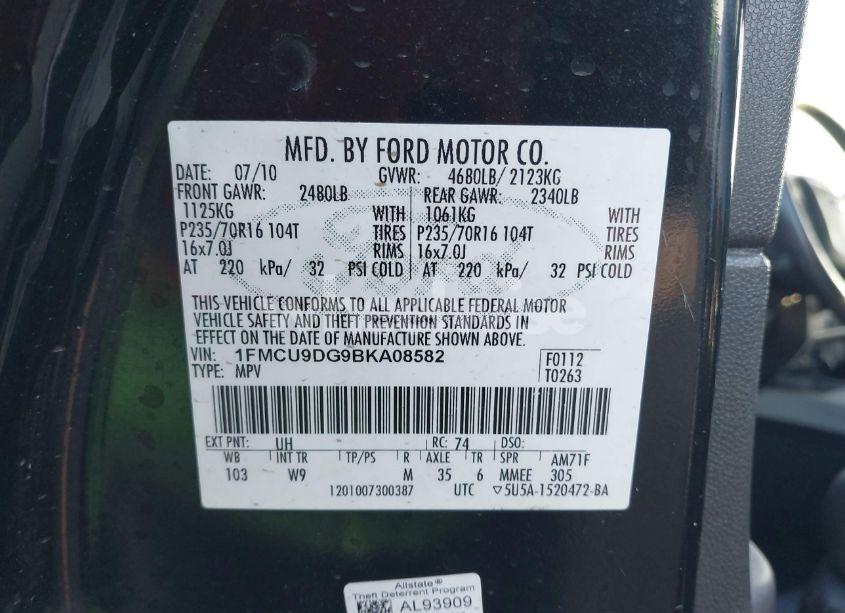 MFD. BY FORD MOTOR CO.
DATE: 07/10 GVWR: 4680LB/ 2123KG
FRONT GAWR: 2480LB REAR GAWR: 2340LB
1125KG WITH 1061KG WITH
P235/70R16 104T TIRES P235/70R16 104T TIRES
16x7.0J RIMS 16x7.0J RIMS
AT 220 kPa/ 32 PSI COLD AT 220 kPa/ 32 PSI COLD
THIS VEHICLE CONFORMS TO ALL APPLICABLE FEDERAL MOTOR
VEHICLE SAFETY AND THEFT PREVENTION STANDARDS IN
EFFECT ON THE DATE OF MANUFACTURE SHOWN ABOVE.
VIN: 1FMCU9DG9BKA08582 F0112
TYPE: MPV T0263
EXT PNT: UH RC: 74 DSO:
WB INT TR TP/PS R AXLE TR SPR AM71F
103 W9 M 35 6 MMEE 305
1201007300387 UTC ▽5U5A-1520472-BA
Allstate®
Theft Deterrent Program
AL93909